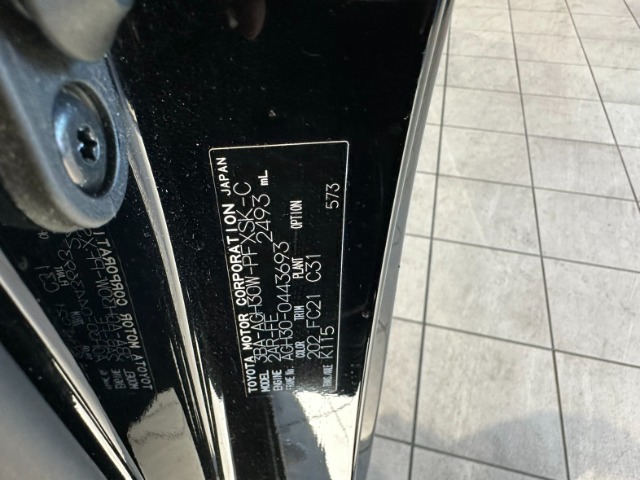 TOYOTA MOTOR CORPORATION JAPAN
MODEL 3BA-AGH30W-PFXSK-C
ENGINE 2AR-FE 2493 mL
FRAME No. AGH30-0443693
COLOR TRIM PLANT OPTION
202 FC21 C31 573
TRANS./AXLE
K115